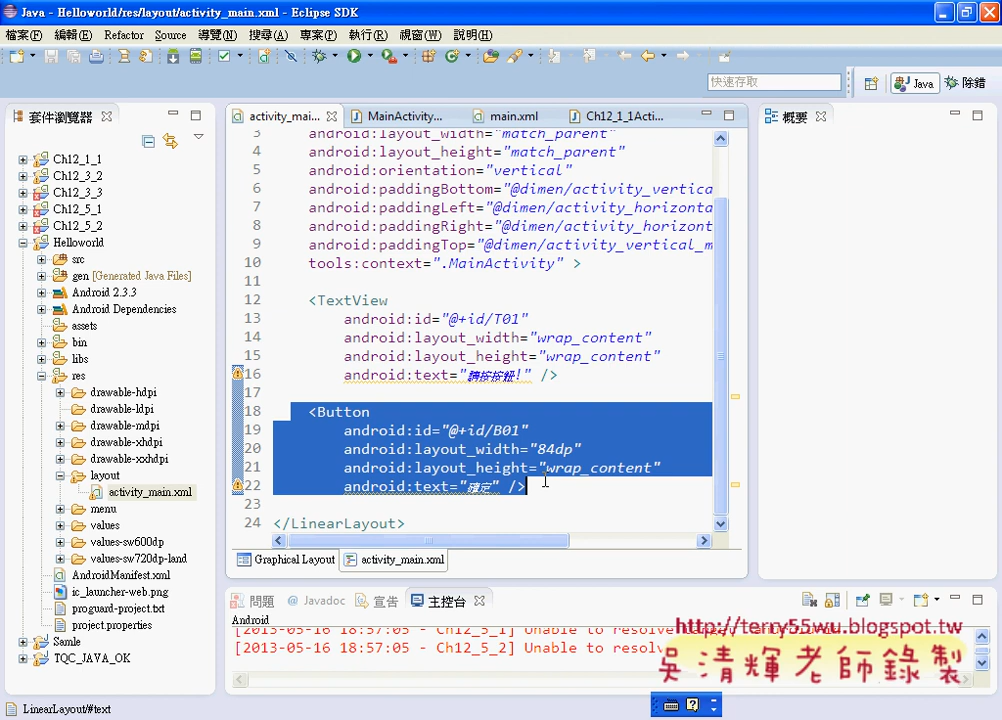 Java - Helloworld/res/layout/activity_main.xml - Eclipse SDK
檔案(F) 編輯(E) Refactor Source 導覽(N) 搜尋(A) 專案(P) 執行(R) 視窗(W) 說明(H)
快速存取
Java
除錯
套件瀏覽器
Ch12_1_1
Ch12_3_2
Ch12_3_3
Ch12_5_1
Ch12_5_2
Helloworld
src
gen [Generated Java Files]
Android 2.3.3
Android Dependencies
assets
bin
libs
res
drawable-hdpi
drawable-ldpi
drawable-mdpi
drawable-xhdpi
drawable-xxhdpi
layout
activity_main.xml
menu
values
values-sw600dp
values-sw720dp-land
AndroidManifest.xml
ic_launcher-web.png
proguard-project.txt
project.properties
Samle
TQC_JAVA_OK
activity_mai... MainActivity... main.xml Ch12_1_1Acti...
3 android:layout_width="match_parent"
4 android:layout_height="match_parent"
5 android:orientation="vertical"
6 android:paddingBottom="@dimen/activity_vertica
7 android:paddingLeft="@dimen/activity_horizonta
8 android:paddingRight="@dimen/activity_horizont
9 android:paddingTop="@dimen/activity_vertical_m
10 tools:context=".MainActivity" >
11
12 <TextView
13 android:id="@+id/T01"
14 android:layout_width="wrap_content"
15 android:layout_height="wrap_content"
16 android:text="請按按鈕!" />
17
18 <Button
19 android:id="@+id/B01"
20 android:layout_width="84dp"
21 android:layout_height="wrap_content"
22 android:text="確定" />
23
24 </LinearLayout>
Graphical Layout activity_main.xml
概要
問題 Javadoc 宣告 主控台
Android
[2013-05-16 18:57:05 - Ch12_5_1] Unable to resolve
[2013-05-16 18:57:05 - Ch12_5_2] Unable to resolv
http://terry55wu.blogspot.tw
吳清輝老師錄製
LinearLayout/#text